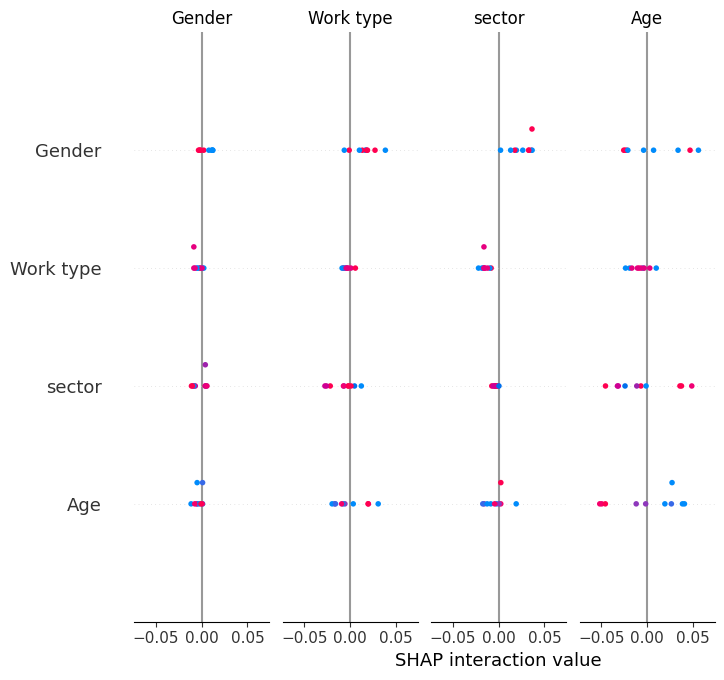 Gender Work type sector Age
Gender
Work type
sector
Age
−0.05 0.00 0.05 −0.05 0.00 0.05 −0.05 0.00 0.05 −0.05 0.00 0.05
SHAP interaction value